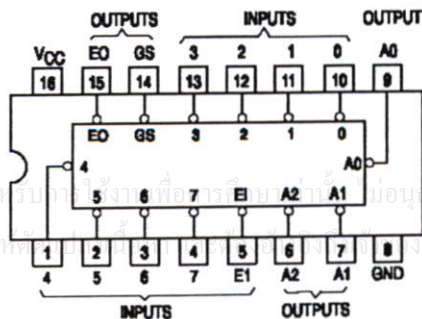 OUTPUTS INPUTS OUTPUT
VCC EO GS 3 2 1 0 A0
16 15 14 13 12 11 10 9
EO GS 3 2 1 0
4 A0
5 6 7 EI A2 A1
1 2 3 4 5 6 7 8
4 5 6 7 E1 A2 A1 GND
INPUTS OUTPUTS